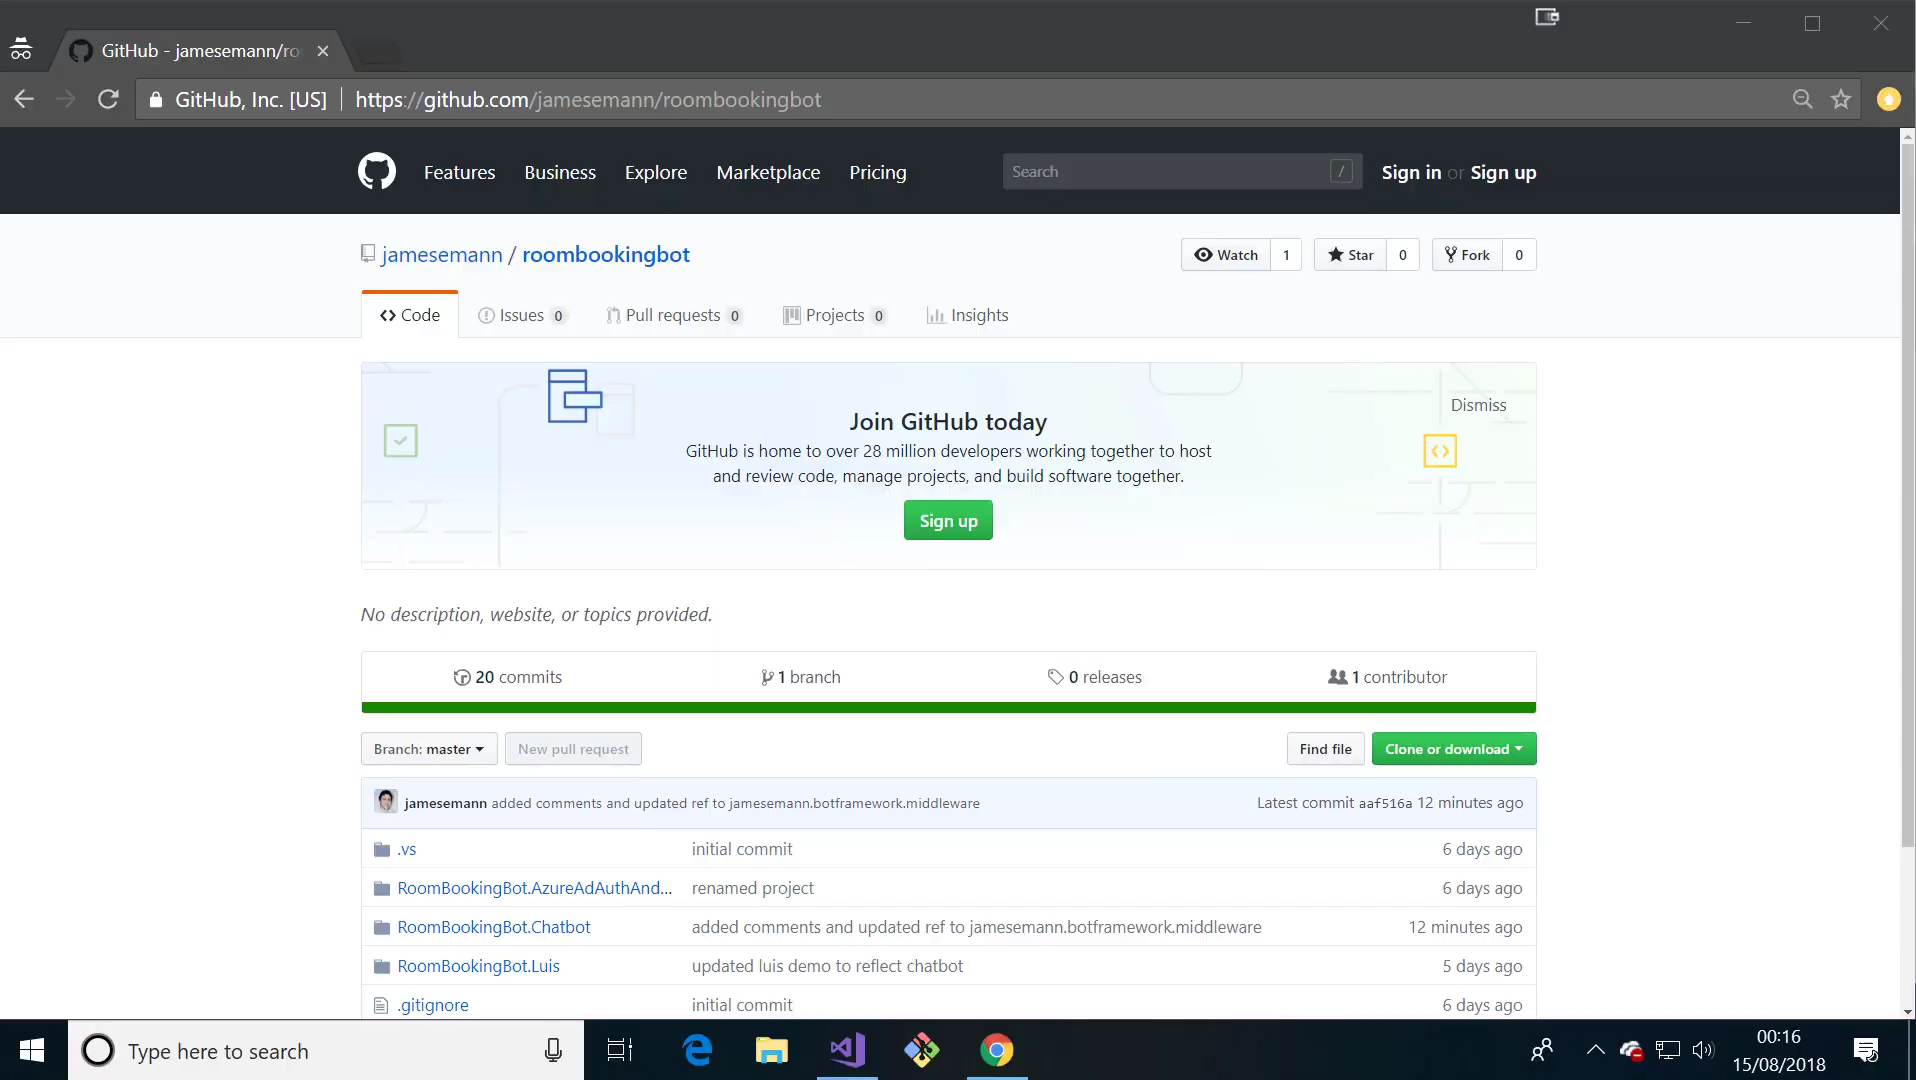 GitHub - jamesemann/ro
GitHub, Inc. [US] https://github.com/jamesemann/roombookingbot
Features Business Explore Marketplace Pricing Search / Sign in or Sign up
jamesemann / roombookingbot Watch 1 Star 0 Fork 0
Code Issues 0 Pull requests 0 Projects 0 Insights
Dismiss
Join GitHub today
GitHub is home to over 28 million developers working together to host
and review code, manage projects, and build software together.
Sign up
No description, website, or topics provided.
20 commits 1 branch 0 releases 1 contributor
Branch: master New pull request Find file Clone or download
jamesemann added comments and updated ref to jamesemann.botframework.middleware Latest commit aaf516a 12 minutes ago
.vs initial commit 6 days ago
RoomBookingBot.AzureAdAuthAnd... renamed project 6 days ago
RoomBookingBot.Chatbot added comments and updated ref to jamesemann.botframework.middleware 12 minutes ago
RoomBookingBot.Luis updated luis demo to reflect chatbot 5 days ago
.gitignore initial commit 6 days ago
Type here to search
00:16
15/08/2018